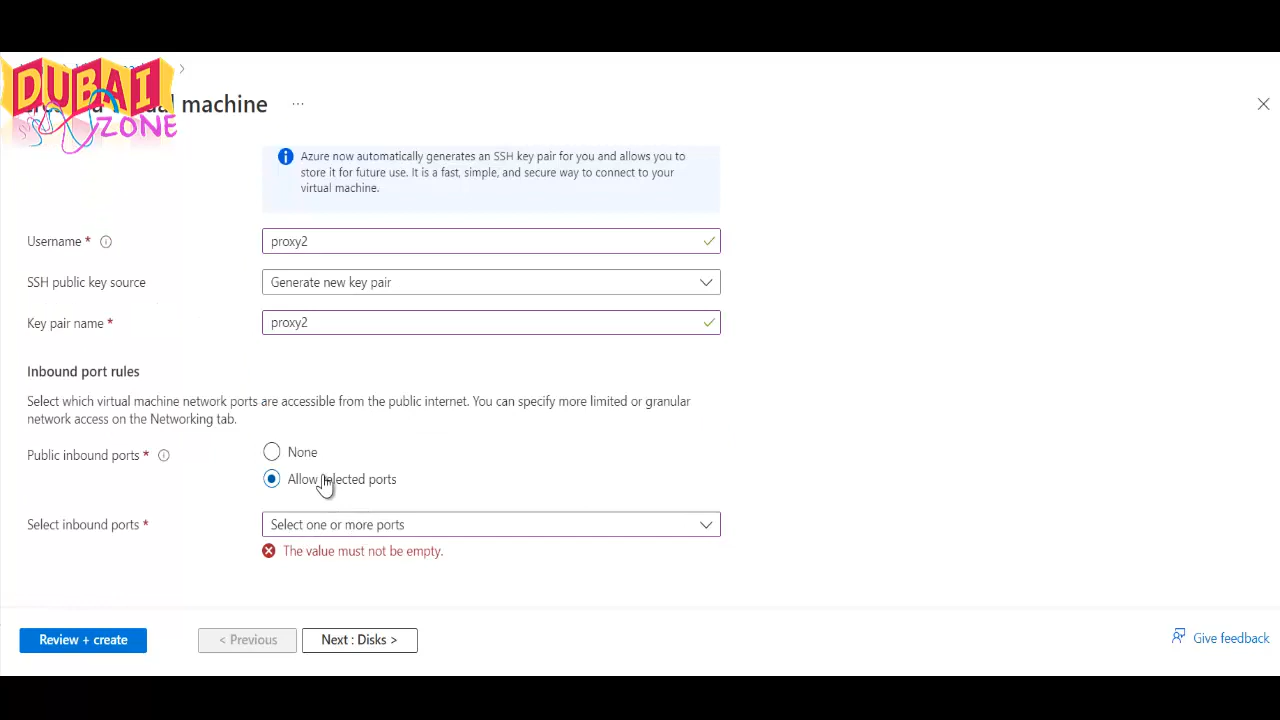 DUBAI
ZONE
machine
Azure now automatically generates an SSH key pair for you and allows you to
store it for future use. It is a fast, simple, and secure way to connect to your
virtual machine.
Username *
proxy2
SSH public key source
Generate new key pair
Key pair name *
proxy2
Inbound port rules
Select which virtual machine network ports are accessible from the public internet. You can specify more limited or granular
network access on the Networking tab.
Public inbound ports *
None
Allow selected ports
Select inbound ports *
Select one or more ports
The value must not be empty.
Review + create
< Previous
Next : Disks >
Give feedback